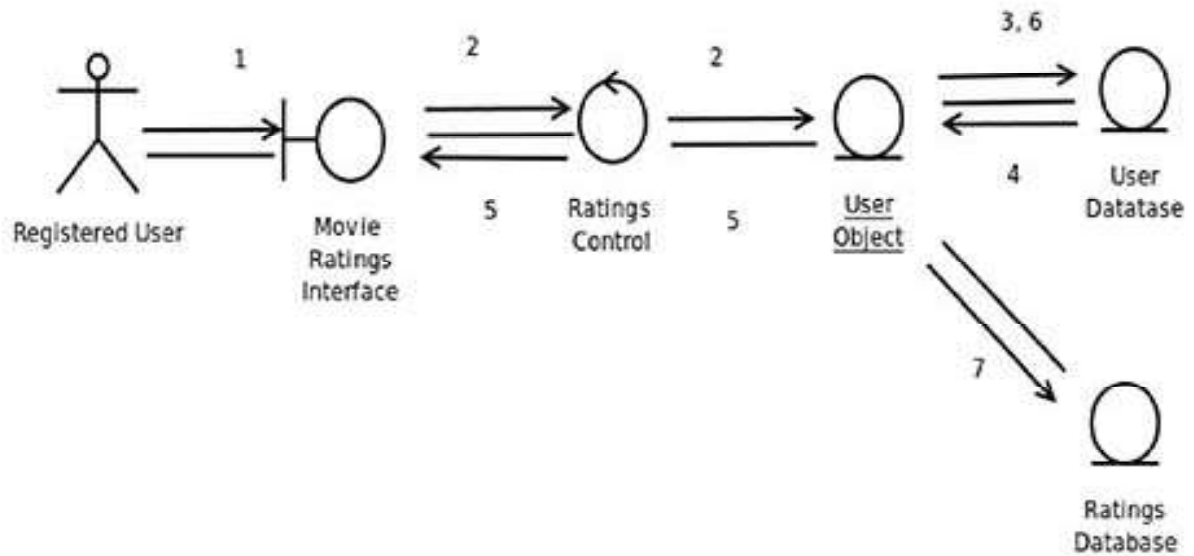 3, 6
1
2
2
4
5
5
Registered User
Movie
Ratings
Interface
Ratings
Control
User
Object
User
Datatase
7
Ratings
Database